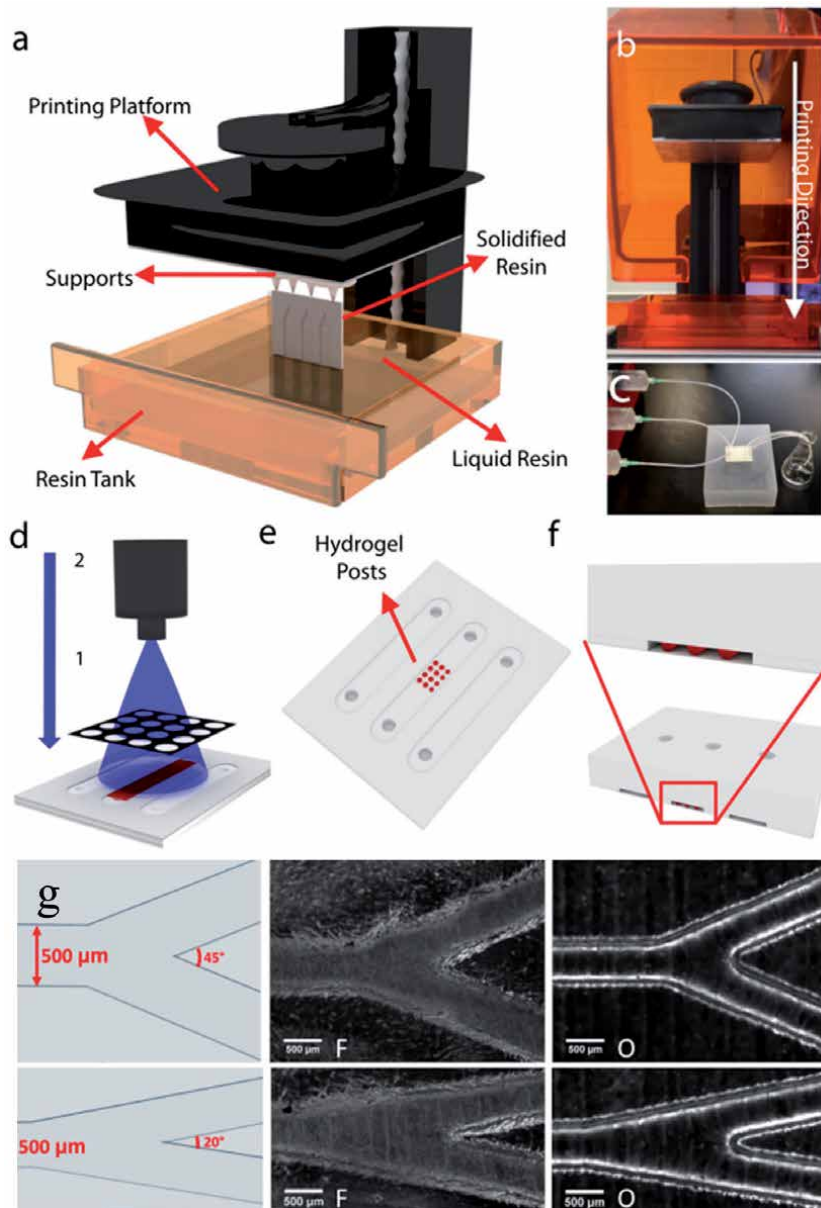 a
Printing Platform
Supports
Solidified
Resin
Resin Tank
Liquid Resin
b
Printing Direction
C
d
2
1
e
Hydrogel
Posts
f
g
500 µm
45°
500 µm
F
500 µm
O
500 µm
20°
500 µm
F
500 µm
O